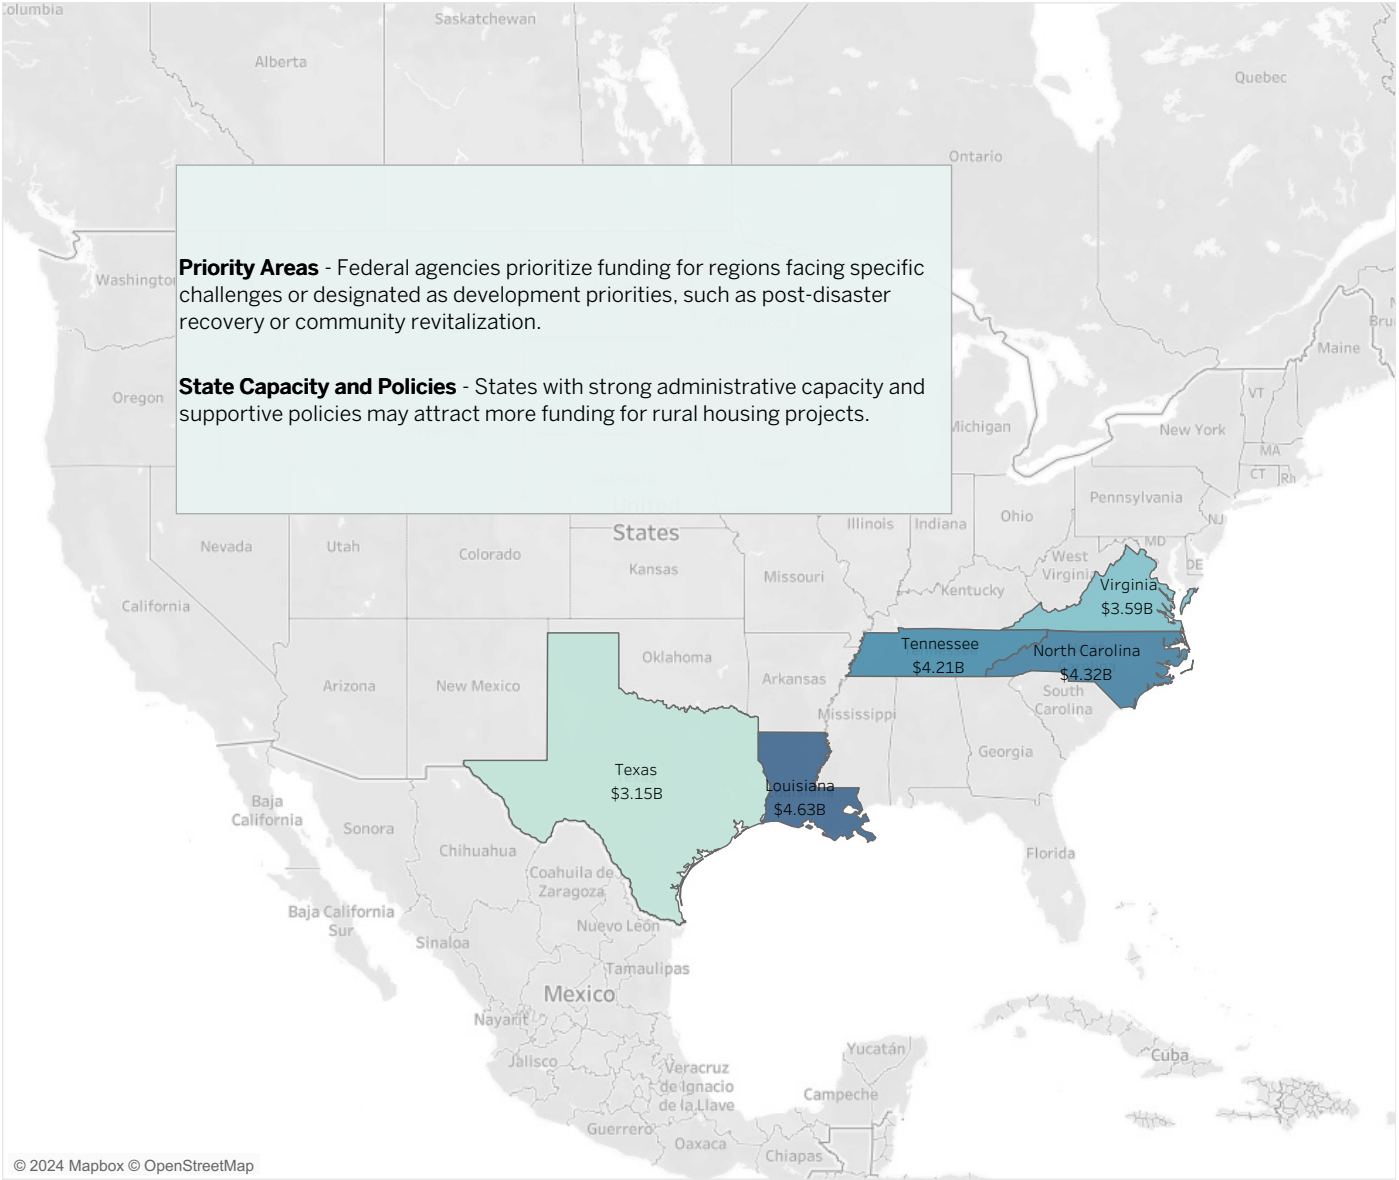 olumbia
Saskatchewan
Alberta
Quebec
Ontario
Washington
Priority Areas - Federal agencies prioritize funding for regions facing specific
challenges or designated as development priorities, such as post-disaster
recovery or community revitalization.
State Capacity and Policies - States with strong administrative capacity and
supportive policies may attract more funding for rural housing projects.
N
Bru
Maine
Oregon
VT
Michigan
New York
MA
CT
Rh
Pennsylvania
United
States
Illinois
Indiana
Ohio
NJ
Nevada
Utah
Colorado
MD
Kansas
Missouri
West
Virginia
DE
Kentucky
Virginia
$3.59B
California
Tennessee
$4.21B
North Carolina
$4.32B
Oklahoma
Arizona
New Mexico
Arkansas
South
Carolina
Mississippi
Georgia
Texas
$3.15B
Louisiana
$4.63B
Baja
California
Sonora
Chihuahua
Florida
Coahuila de
Zaragoza
Baja California
Sur
Nuevo León
Sinaloa
Tamaulipas
Mexico
Nayarit
Jalisco
Yucatán
Cuba
Veracruz
de Ignacio
de la Llave
Campeche
Guerrero
Oaxaca
Chiapas
© 2024 Mapbox © OpenStreetMap